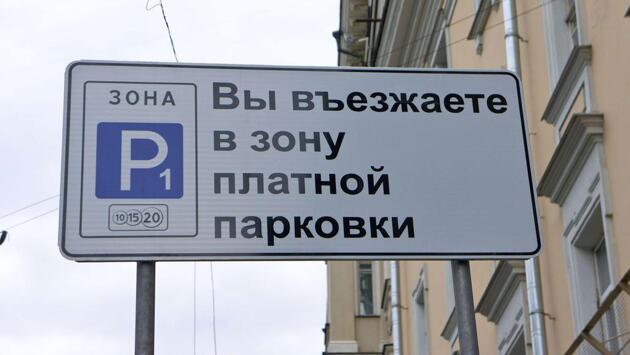 ЗОНА
P1
10 15 20
Вы въезжаете
в зону
платной
парковки